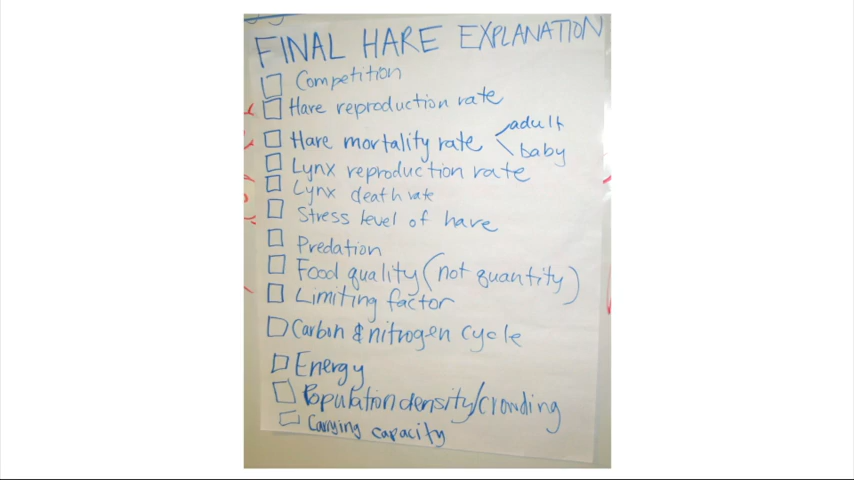 FINAL HARE EXPLANATION
Competition
Hare reproduction rate
Hare mortality rate
adult
baby
Lynx reproduction rate
Lynx death rate
Stress level of hare
Predation
Food quality (not quantity)
Limiting factor
Carbon & nitrogen cycle
Energy
Population density/crowding
Carrying capacity